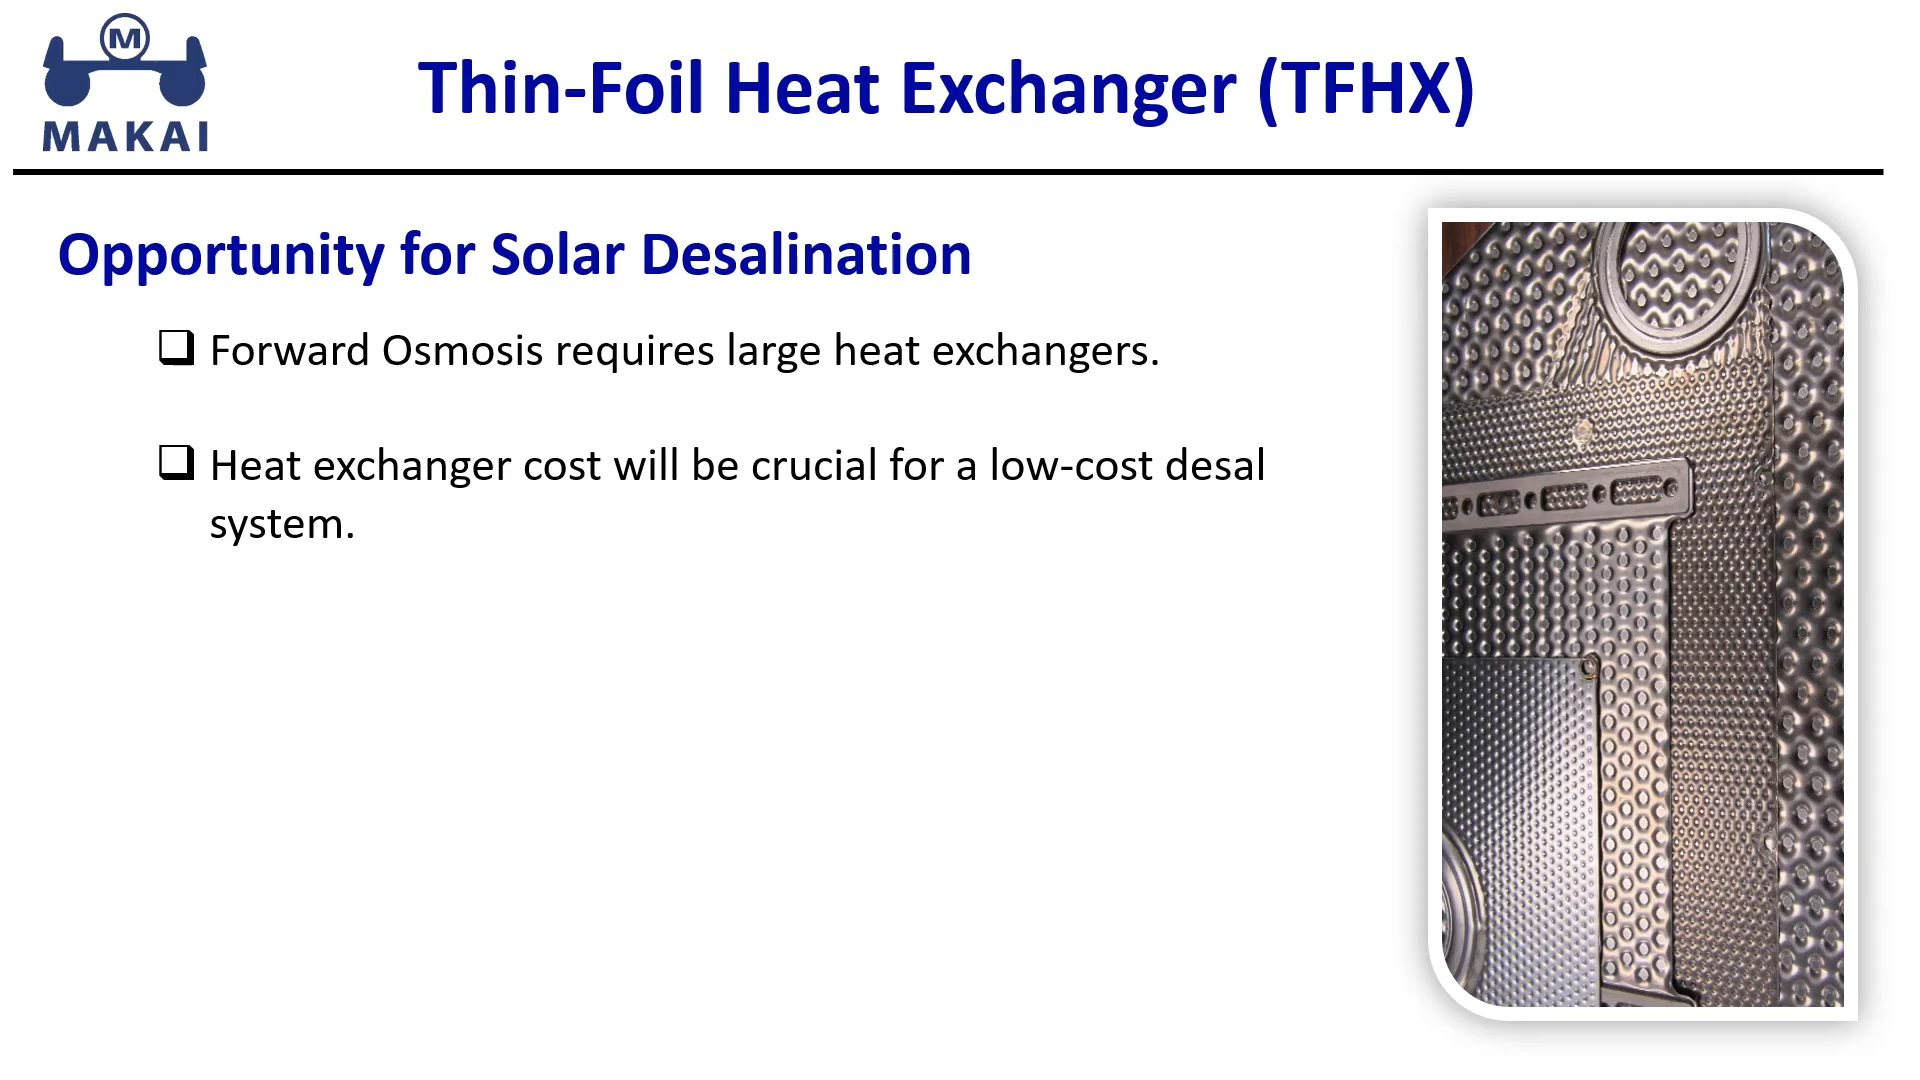 M
MAKAI
Thin-Foil Heat Exchanger (TFHX)
Opportunity for Solar Desalination
Forward Osmosis requires large heat exchangers.
Heat exchanger cost will be crucial for a low-cost desal
system.